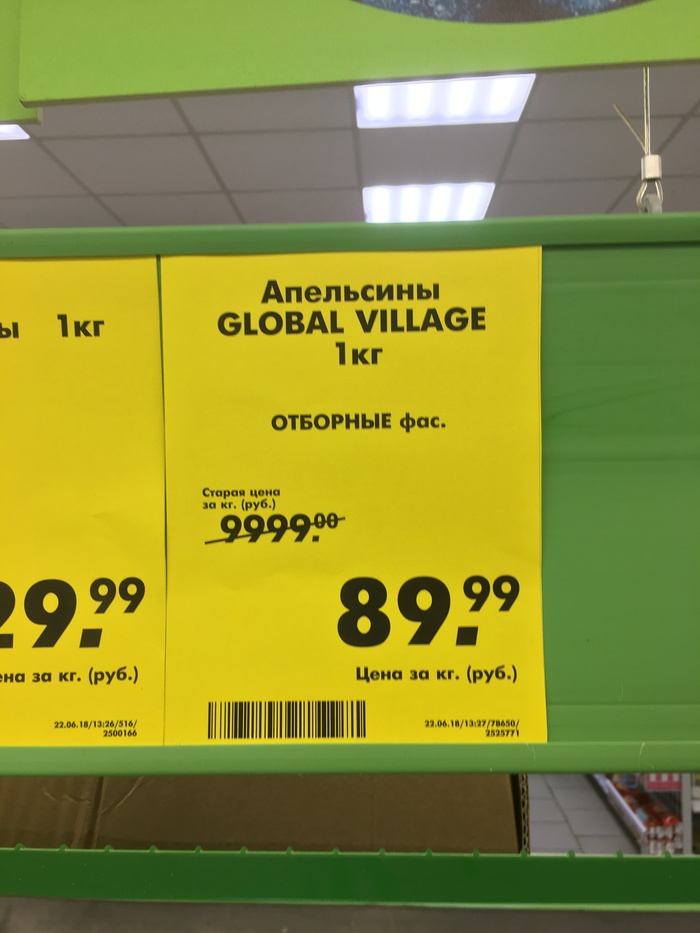 ы 1кг
29.99
ена за кг. (руб.)
22.06.18/13:26/516/
2500166
Апельсины
GLOBAL VILLAGE
1кг
ОТБОРНЫЕ фас.
Старая цена
за кг. (руб.)
9999.00
89.99
Цена за кг. (руб.)
22.06.18/13:27/78650/
2525771